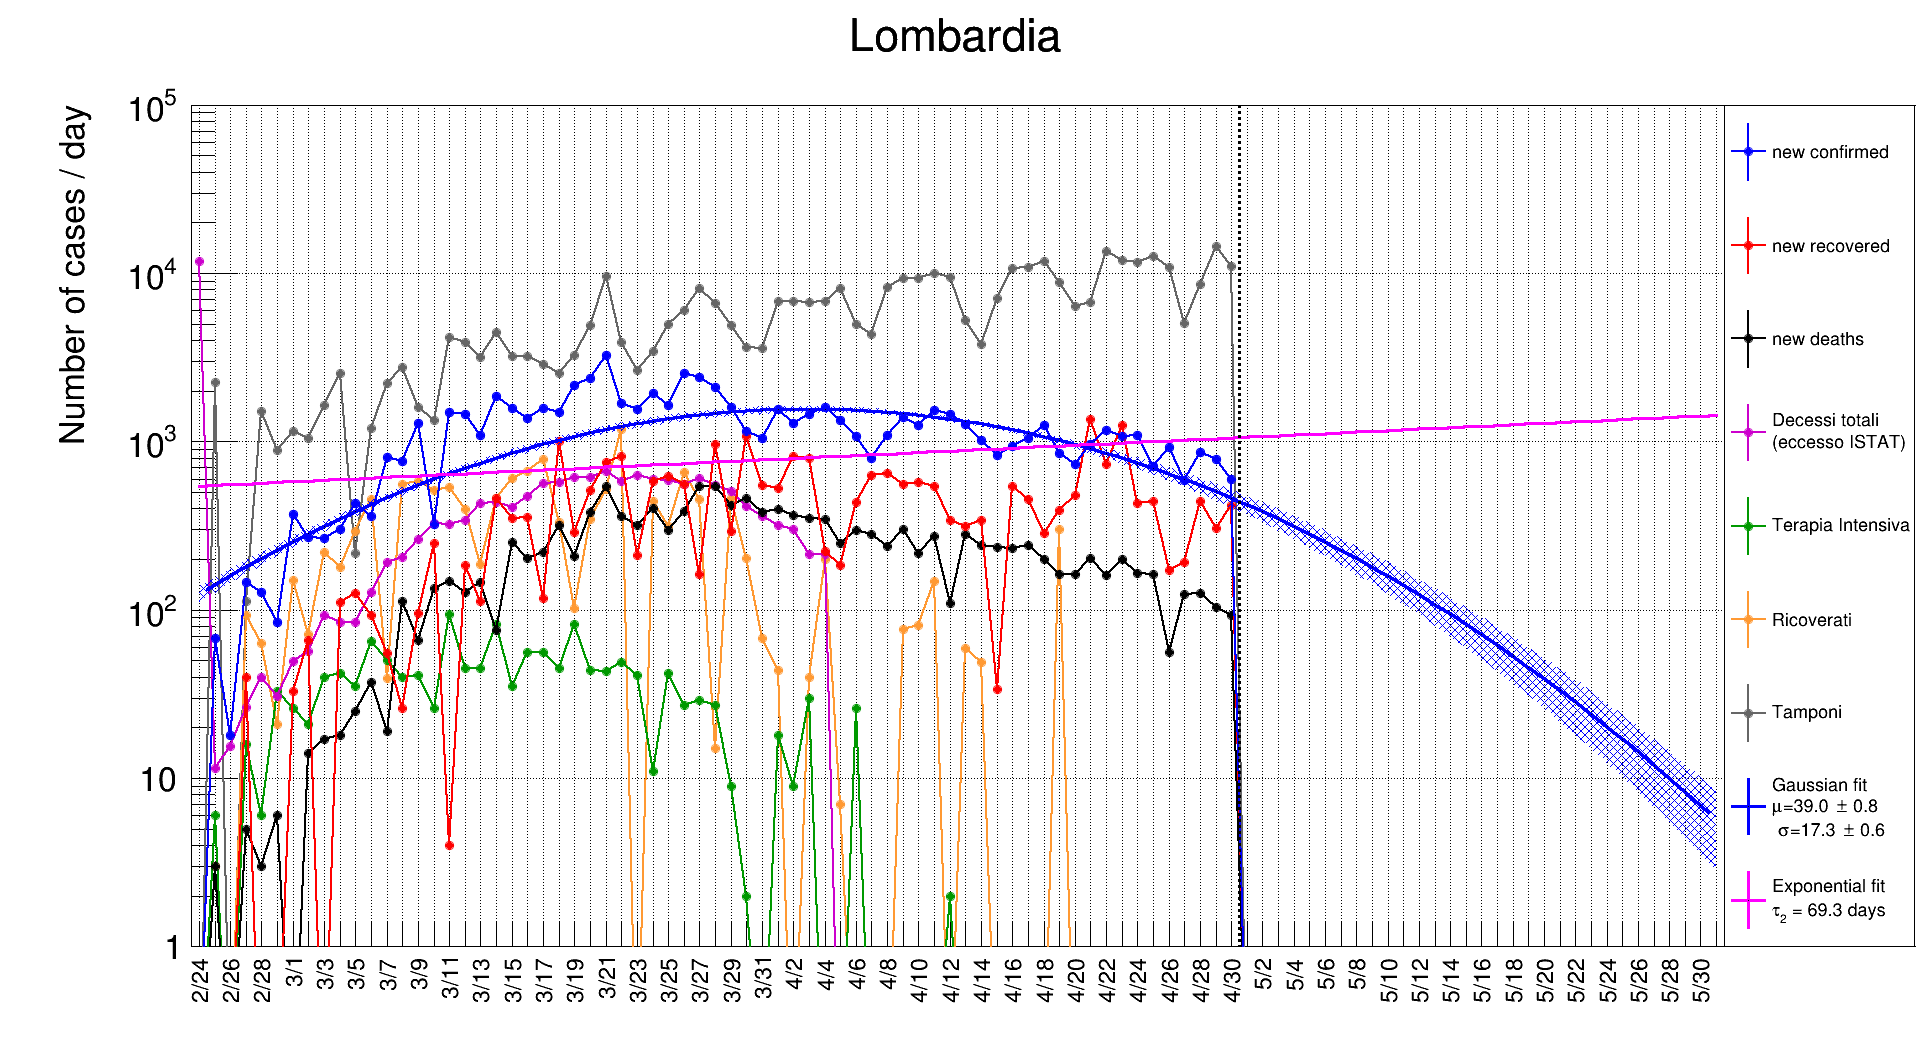 Lombardia
Number of cases / day
10^5
10^4
10^3
10^2
10
1
2/24 2/26 2/28 3/1 3/3 3/5 3/7 3/9 3/11 3/13 3/15 3/17 3/19 3/21 3/23 3/25 3/27 3/29 3/31 4/2 4/4 4/6 4/8 4/10 4/12 4/14 4/16 4/18 4/20 4/22 4/24 4/26 4/28 4/30 5/2 5/4 5/6 5/8 5/10 5/12 5/14 5/16 5/18 5/20 5/22 5/24 5/26 5/28 5/30
new confirmed
new recovered
new deaths
Decessi totali
(eccesso ISTAT)
Terapia Intensiva
Ricoverati
Tamponi
Gaussian fit
μ=39.0 ± 0.8
σ=17.3 ± 0.6
Exponential fit
τ₂ = 69.3 days